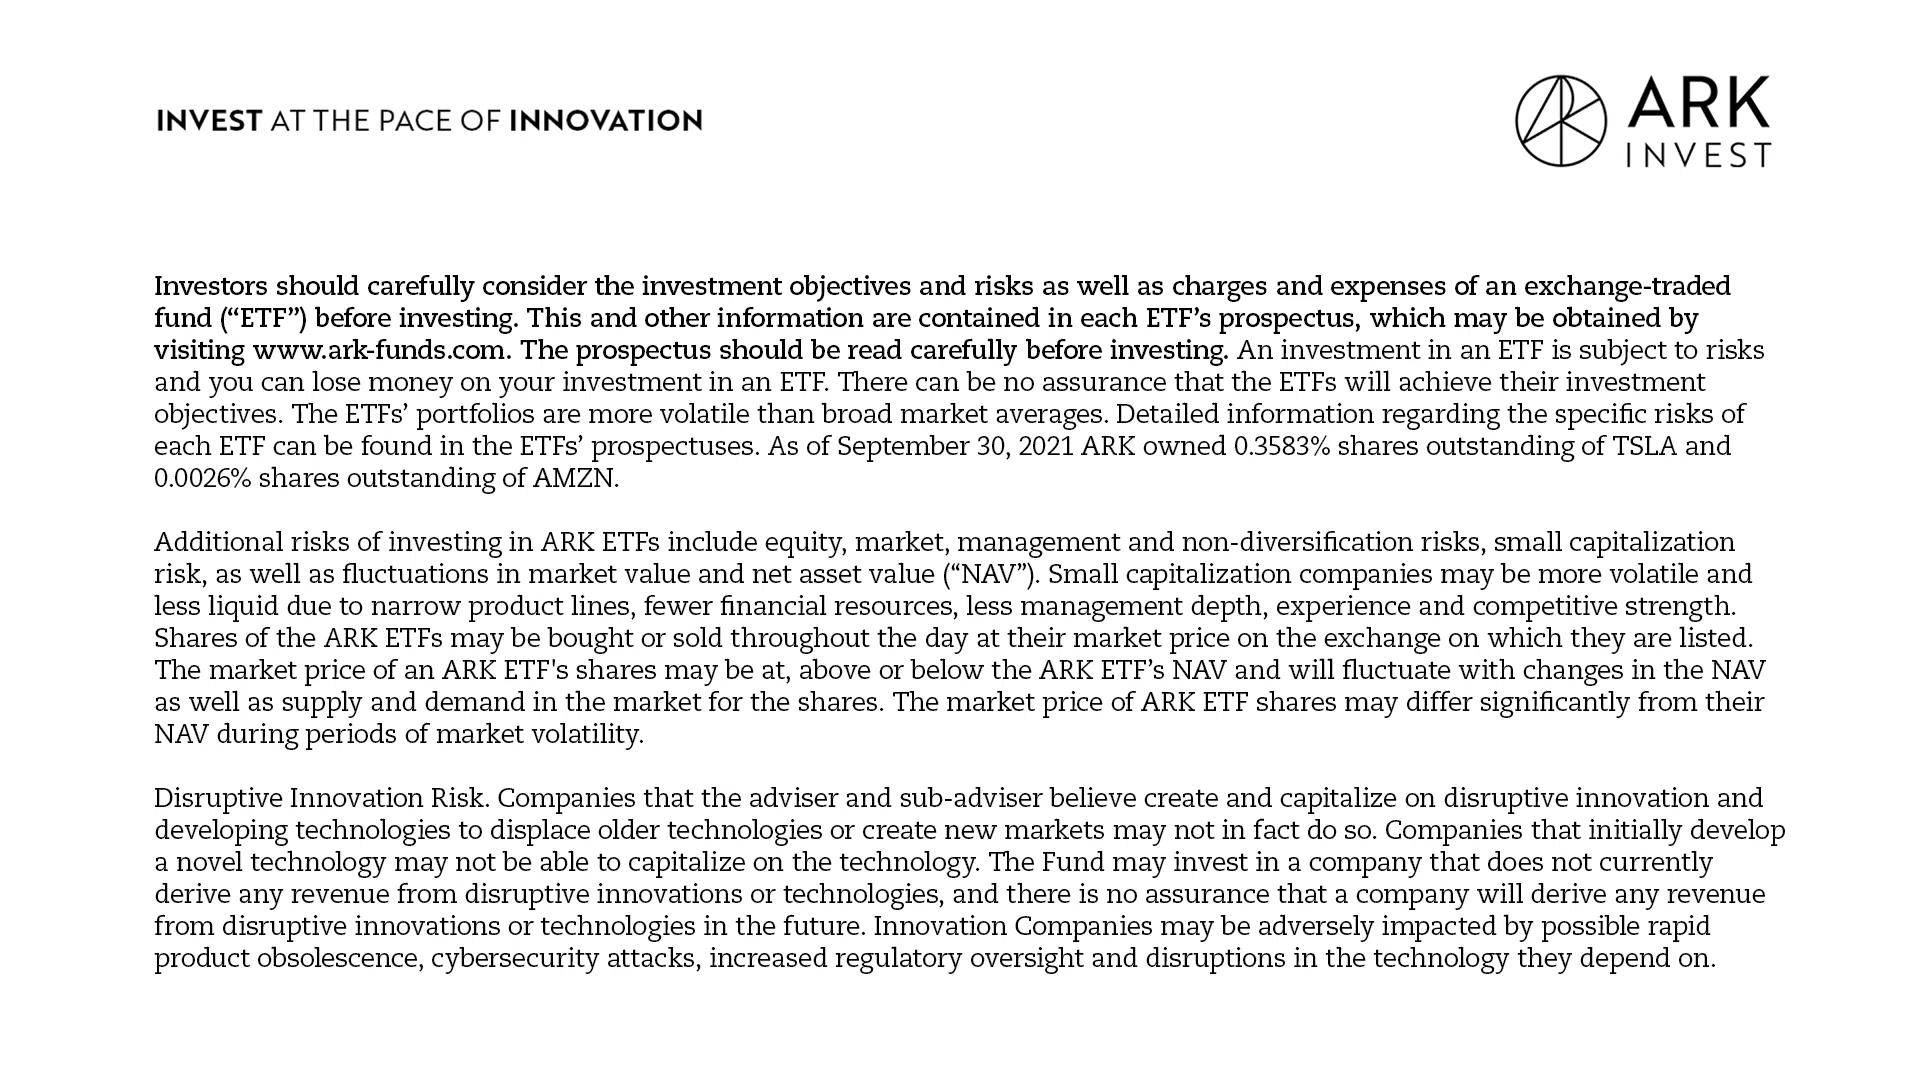 INVEST AT THE PACE OF INNOVATION
ARK
INVEST
Investors should carefully consider the investment objectives and risks as well as charges and expenses of an exchange-traded
fund (“ETF”) before investing. This and other information are contained in each ETF’s prospectus, which may be obtained by
visiting www.ark-funds.com. The prospectus should be read carefully before investing. An investment in an ETF is subject to risks
and you can lose money on your investment in an ETF. There can be no assurance that the ETFs will achieve their investment
objectives. The ETFs’ portfolios are more volatile than broad market averages. Detailed information regarding the specific risks of
each ETF can be found in the ETFs’ prospectuses. As of September 30, 2021 ARK owned 0.3583% shares outstanding of TSLA and
0.0026% shares outstanding of AMZN.
Additional risks of investing in ARK ETFs include equity, market, management and non-diversification risks, small capitalization
risk, as well as fluctuations in market value and net asset value (“NAV”). Small capitalization companies may be more volatile and
less liquid due to narrow product lines, fewer financial resources, less management depth, experience and competitive strength.
Shares of the ARK ETFs may be bought or sold throughout the day at their market price on the exchange on which they are listed.
The market price of an ARK ETF's shares may be at, above or below the ARK ETF’s NAV and will fluctuate with changes in the NAV
as well as supply and demand in the market for the shares. The market price of ARK ETF shares may differ significantly from their
NAV during periods of market volatility.
Disruptive Innovation Risk. Companies that the adviser and sub-adviser believe create and capitalize on disruptive innovation and
developing technologies to displace older technologies or create new markets may not in fact do so. Companies that initially develop
a novel technology may not be able to capitalize on the technology. The Fund may invest in a company that does not currently
derive any revenue from disruptive innovations or technologies, and there is no assurance that a company will derive any revenue
from disruptive innovations or technologies in the future. Innovation Companies may be adversely impacted by possible rapid
product obsolescence, cybersecurity attacks, increased regulatory oversight and disruptions in the technology they depend on.